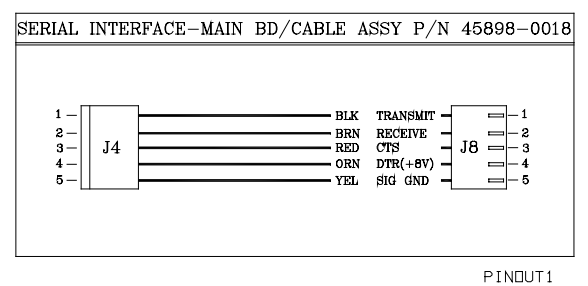 SERIAL INTERFACE-MAIN BD/CABLE ASSY P/N 45898-0018
1 BLK TRANSMIT 1
2 BRN RECEIVE 2
3 J4 RED CTS J8 3
4 ORN DTR(+8V) 4
5 YEL SIG GND 5
PINOUT1